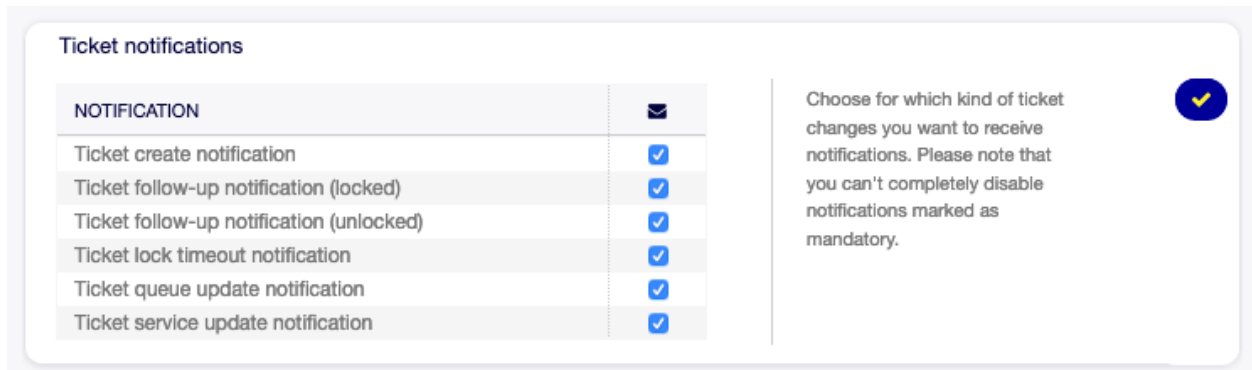 Ticket notifications
NOTIFICATION
Ticket create notification
Ticket follow-up notification (locked)
Ticket follow-up notification (unlocked)
Ticket lock timeout notification
Ticket queue update notification
Ticket service update notification
Choose for which kind of ticket
changes you want to receive
notifications. Please note that
you can't completely disable
notifications marked as
mandatory.